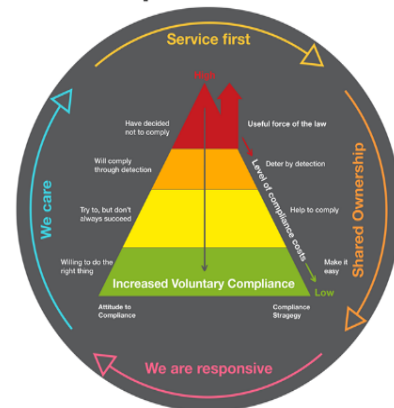 Service first
High
Have decided
not to comply
Useful force of the law
Will comply
through detection
Deter by detection
Level of compliance costs
We care
Shared Ownership
Try to, but don't
always succeed
Help to comply
Willing to do the
right thing
Make it
easy
Increased Voluntary Compliance
Low
Attitude to
Compliance
Compliance
Stragegy
We are responsive